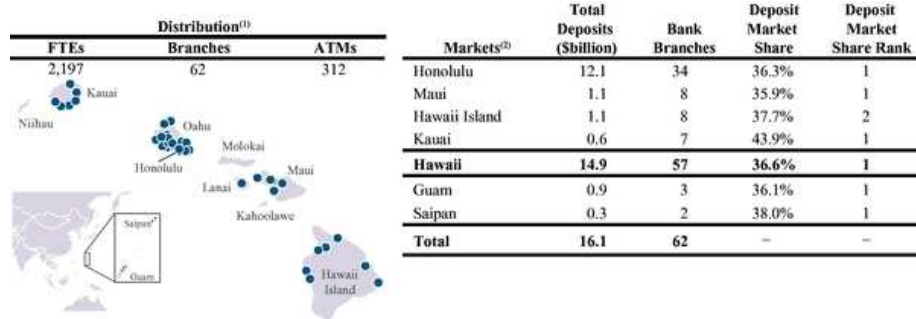 Distribution(1)
FTEs Branches ATMs
2,197 62 312
Kauai
Niihau
Oahu
Molokai
Honolulu
Maui
Lanai
Kahoolawe
Saipan
Guam
Hawaii
Island
Total Deposit Deposit
Deposits Bank Market Market
Markets(2) ($billion) Branches Share Share Rank
Honolulu 12.1 34 36.3% 1
Maui 1.1 8 35.9% 1
Hawaii Island 1.1 8 37.7% 2
Kauai 0.6 7 43.9% 1
Hawaii 14.9 57 36.6% 1
Guam 0.9 3 36.1% 1
Saipan 0.3 2 38.0% 1
Total 16.1 62 – –